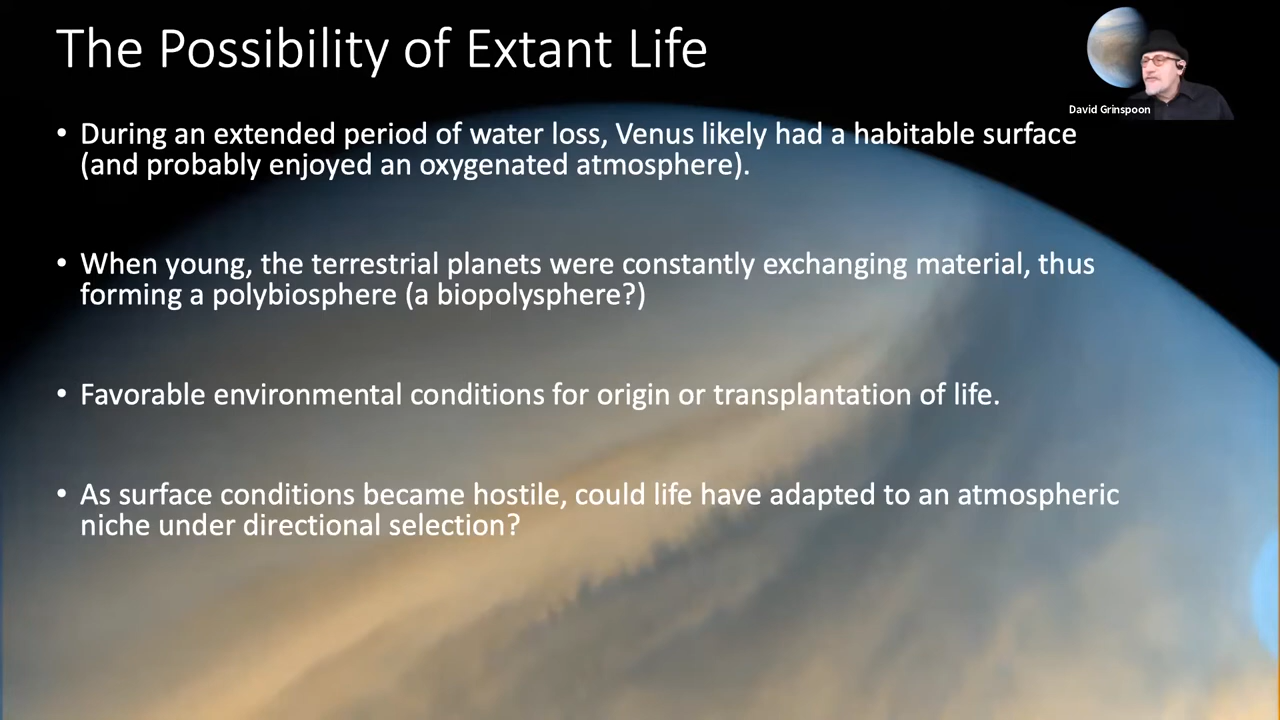 The Possibility of Extant Life
David Grinspoon
• During an extended period of water loss, Venus likely had a habitable surface
(and probably enjoyed an oxygenated atmosphere).
• When young, the terrestrial planets were constantly exchanging material, thus
forming a polybiosphere (a biopolysphere?)
• Favorable environmental conditions for origin or transplantation of life.
• As surface conditions became hostile, could life have adapted to an atmospheric
niche under directional selection?